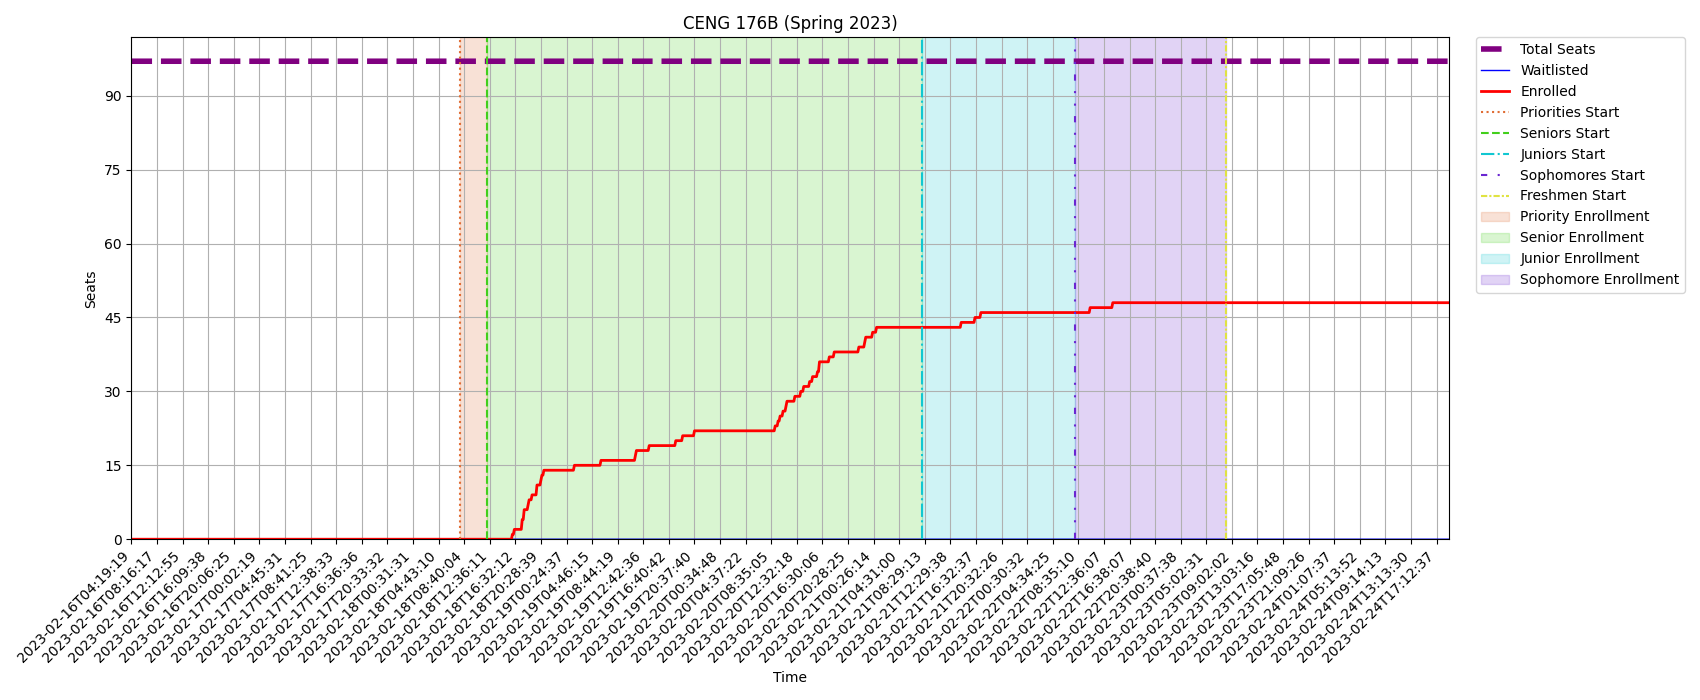 CENG 176B (Spring 2023)
Total Seats
Waitlisted
Enrolled
Priorities Start
Seniors Start
Juniors Start
Sophomores Start
Freshmen Start
Priority Enrollment
Senior Enrollment
Junior Enrollment
Sophomore Enrollment
Seats
90
75
60
45
30
15
0
2023-02-16T04:19:19
2023-02-16T08:16:17
2023-02-16T12:12:55
2023-02-16T16:09:38
2023-02-16T20:06:25
2023-02-17T00:02:19
2023-02-17T04:45:31
2023-02-17T08:41:25
2023-02-17T12:38:33
2023-02-17T16:36:36
2023-02-17T20:33:32
2023-02-18T00:31:31
2023-02-18T04:43:10
2023-02-18T08:40:04
2023-02-18T12:36:11
2023-02-18T16:32:12
2023-02-18T20:28:39
2023-02-19T00:24:37
2023-02-19T04:46:15
2023-02-19T08:44:19
2023-02-19T12:42:36
2023-02-19T16:40:42
2023-02-19T20:37:40
2023-02-20T00:34:48
2023-02-20T04:37:22
2023-02-20T08:35:05
2023-02-20T12:32:18
2023-02-20T16:30:06
2023-02-20T20:28:25
2023-02-21T00:26:14
2023-02-21T04:31:00
2023-02-21T08:29:13
2023-02-21T12:29:38
2023-02-21T16:32:37
2023-02-21T20:32:26
2023-02-22T00:30:32
2023-02-22T04:34:25
2023-02-22T08:35:10
2023-02-22T12:36:07
2023-02-22T16:38:07
2023-02-22T20:38:40
2023-02-23T00:37:38
2023-02-23T05:02:31
2023-02-23T09:02:02
2023-02-23T13:03:16
2023-02-23T17:05:48
2023-02-23T21:09:26
2023-02-24T01:07:37
2023-02-24T05:13:52
2023-02-24T09:14:13
2023-02-24T13:13:30
2023-02-24T17:12:37
Time